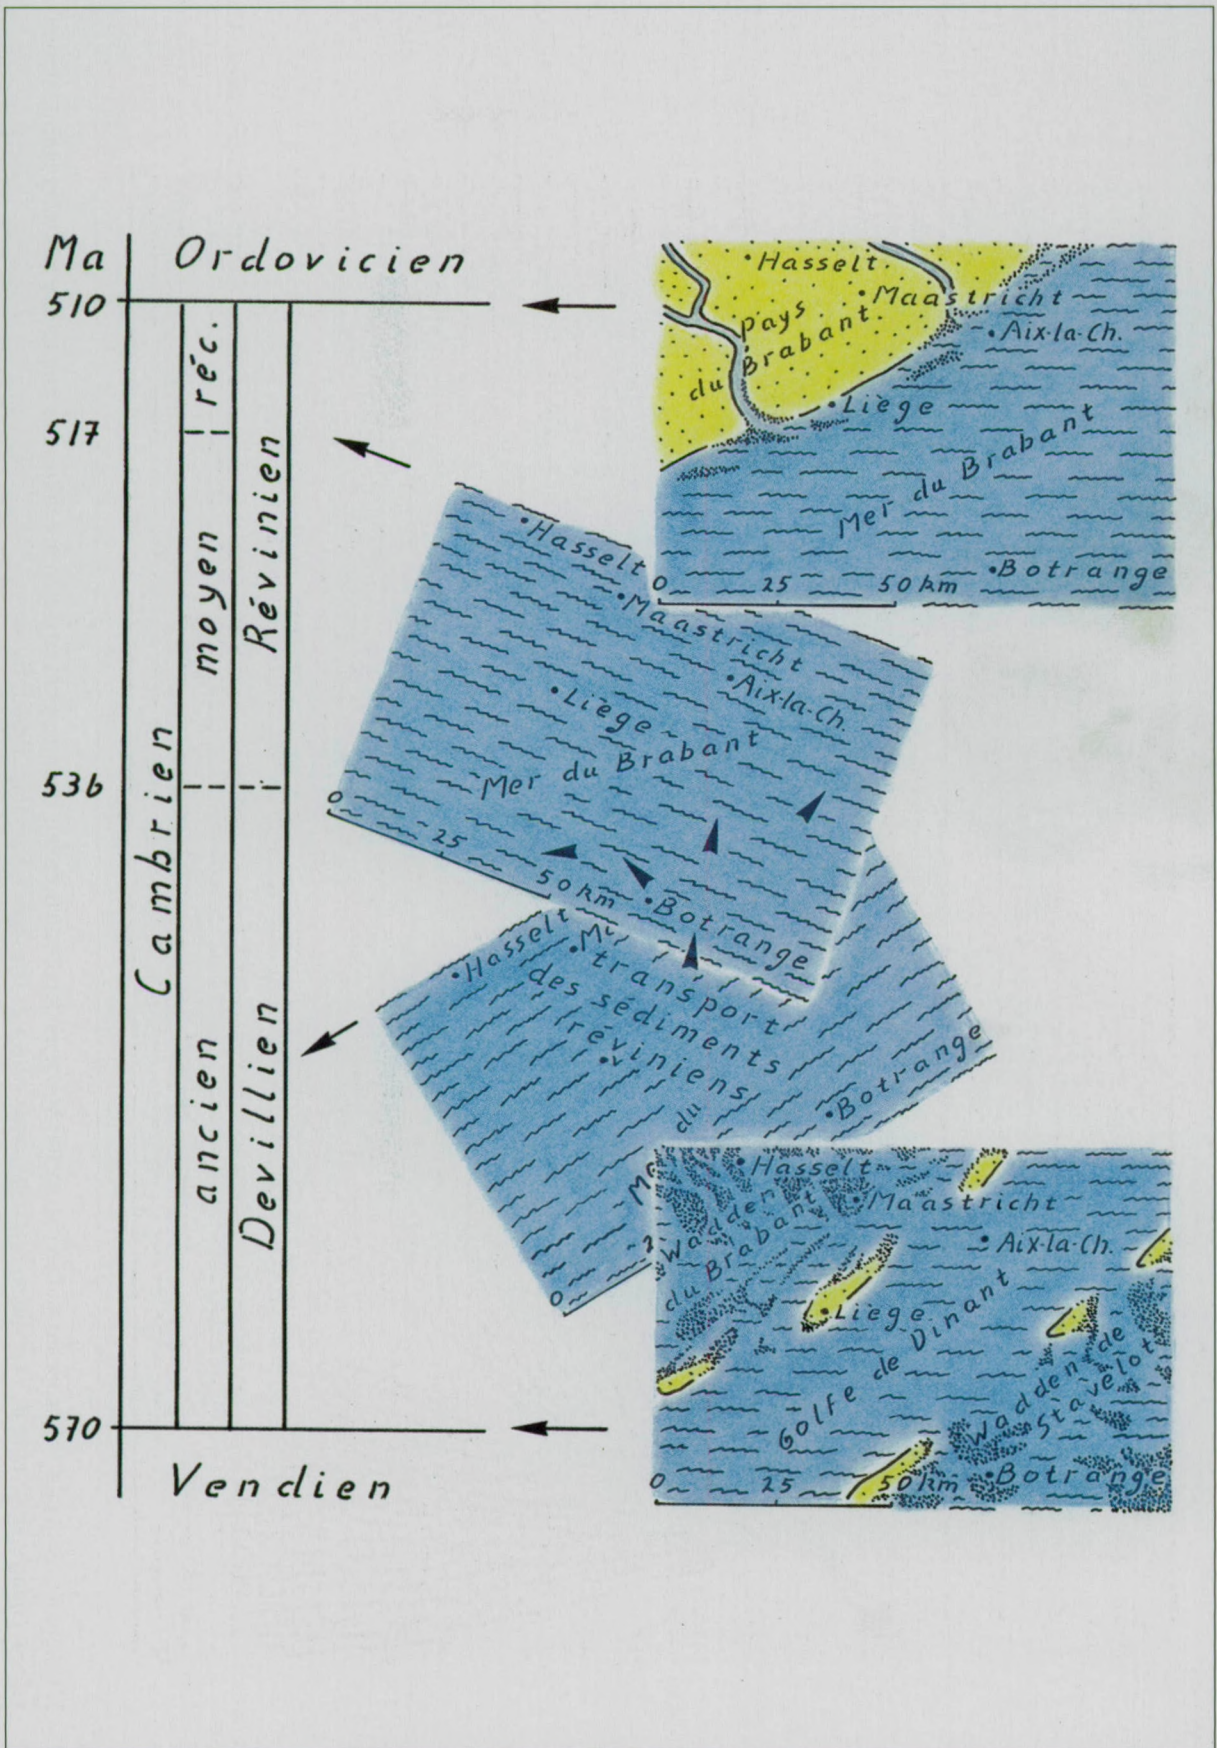 Ma
Ordovicien
510
517
536
570
Vendien
Cambrien
réc.
moyen
ancien
Révinien
Devillien
Hasselt
Maastricht
Pays
du Brabant
Aix-la-Ch.
Liège
Mer du Brabant
Botrange
0 25 50 km
Hasselt
Maastricht
Aix-la-Ch.
Liège
Mer du Brabant
0 25 50 km
Botrange
Hasselt
transport
des sédiments
réviniens
du
Botrange
0
Hasselt
Wadden
du Brabant
Maastricht
Aix-la-Ch.
Liège
Golfe de Dinant
Wadden de
Stavelot
Botrange
0 25 50 km